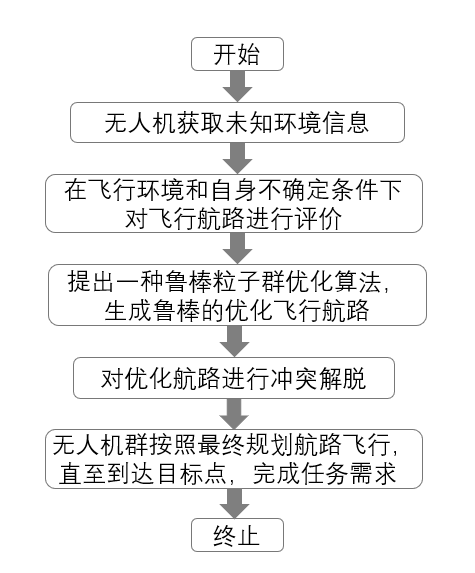 开始
无人机获取未知环境信息
在飞行环境和自身不确定条件下
对飞行航路进行评价
提出一种鲁棒粒子群优化算法，
生成鲁棒的优化飞行航路
对优化航路进行冲突解脱
无人机群按照最终规划航路飞行，
直至到达目标点，完成任务需求
终止